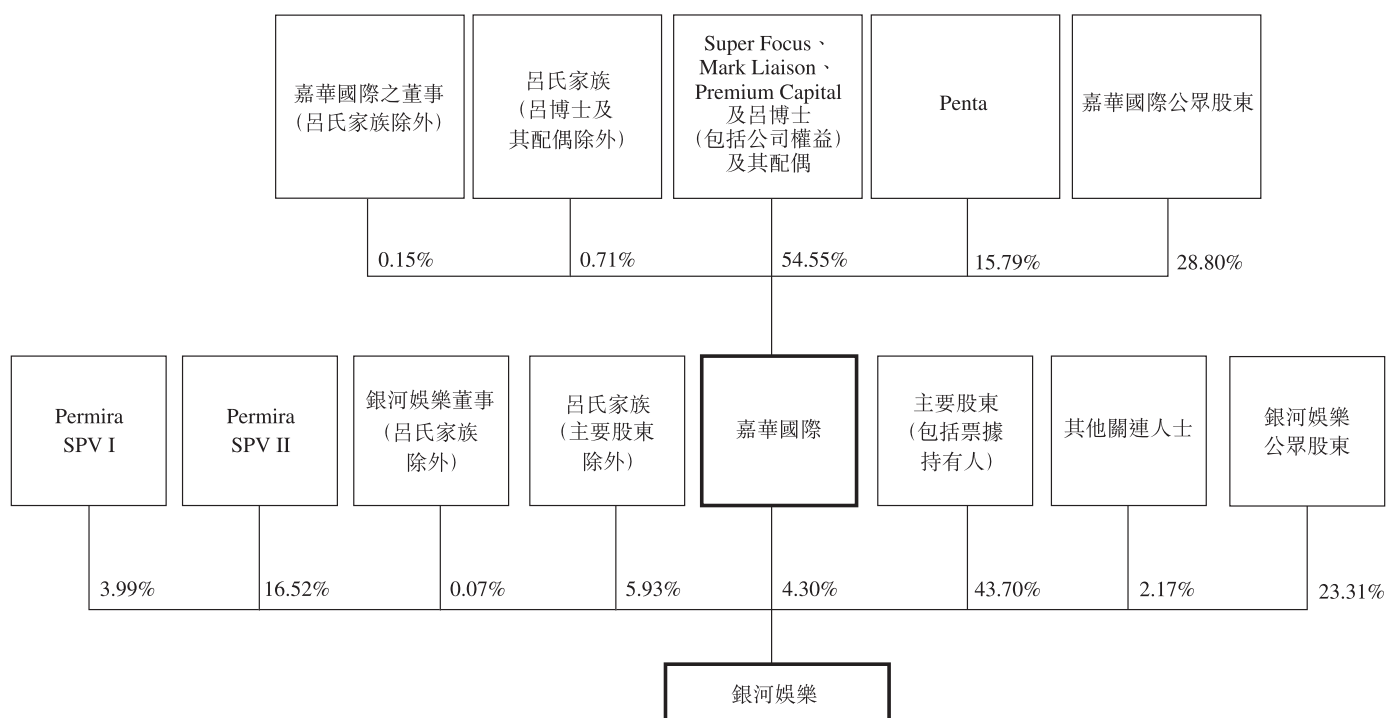 嘉華國際之董事
(呂氏家族除外)
呂氏家族
(呂博士及
其配偶除外)
Super Focus、
Mark Liaison、
Premium Capital
及呂博士
(包括公司權益)
及其配偶
Penta
嘉華國際公眾股東
0.15%
0.71%
54.55%
15.79%
28.80%
Permira
SPV I
Permira
SPV II
銀河娛樂董事
(呂氏家族
除外)
呂氏家族
(主要股東
除外)
嘉華國際
主要股東
(包括票據
持有人)
其他關連人士
銀河娛樂
公眾股東
3.99%
16.52%
0.07%
5.93%
4.30%
43.70%
2.17%
23.31%
銀河娛樂